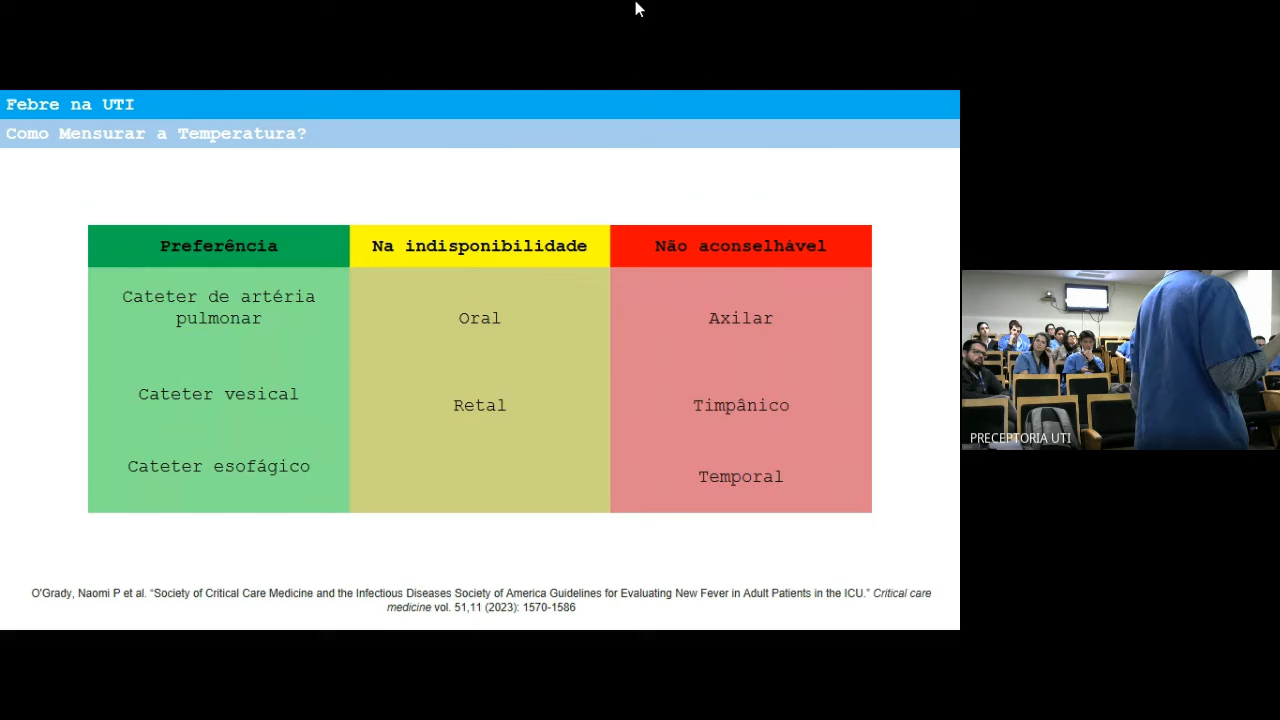 Febre na UTI
Como Mensurar a Temperatura?
Preferência
Na indisponibilidade
Não aconselhável
Cateter de artéria
pulmonar
Oral
Axilar
Cateter vesical
Retal
Timpânico
Cateter esofágico
Temporal
O'Grady, Naomi P et al. “Society of Critical Care Medicine and the Infectious Diseases Society of America Guidelines for Evaluating New Fever in Adult Patients in the ICU.” Critical care
medicine vol. 51,11 (2023): 1570-1586
PRECEPTORIA UTI